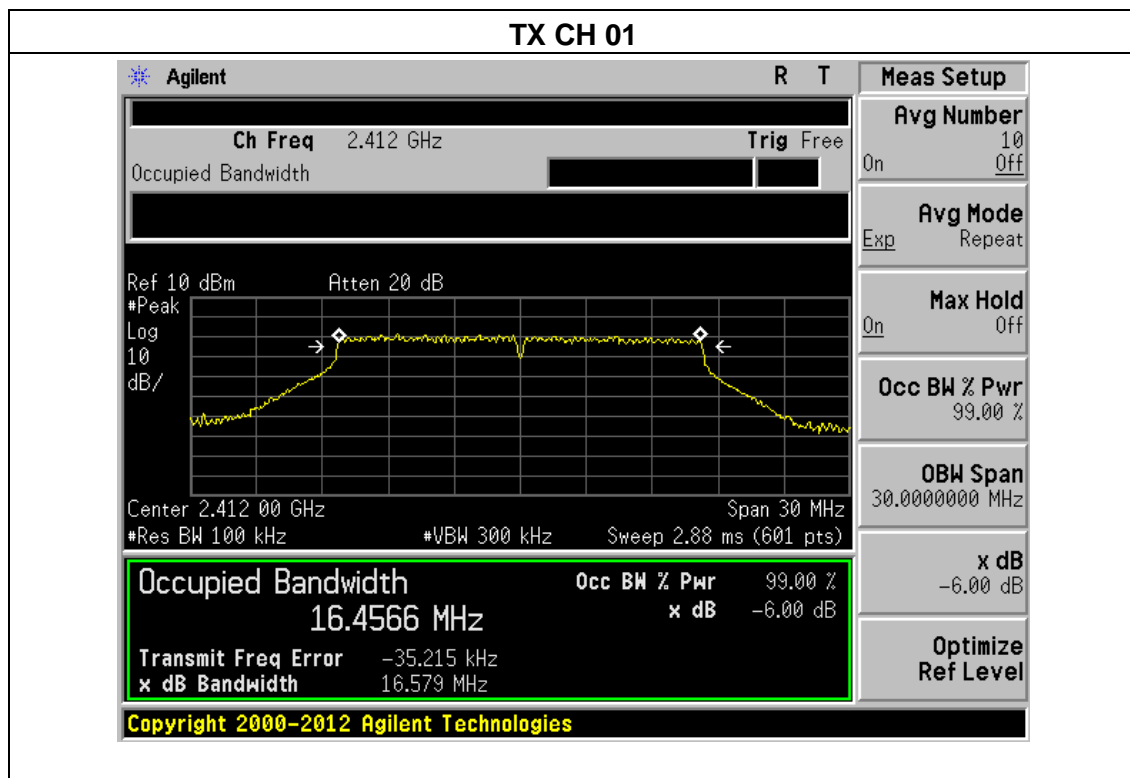 TX CH 01
Agilent R T
Ch Freq 2.412 GHz Trig Free
Occupied Bandwidth
Ref 10 dBm Atten 20 dB
#Peak
Log
10
dB/
Center 2.412 00 GHz Span 30 MHz
#Res BW 100 kHz #VBW 300 kHz Sweep 2.88 ms (601 pts)
Occupied Bandwidth Occ BW % Pwr 99.00 %
16.4566 MHz x dB -6.00 dB
Transmit Freq Error -35.215 kHz
x dB Bandwidth 16.579 MHz
Copyright 2000-2012 Agilent Technologies
Meas Setup
Avg Number
10
On Off
Avg Mode
Exp Repeat
Max Hold
On Off
Occ BW % Pwr
99.00 %
OBW Span
30.0000000 MHz
x dB
-6.00 dB
Optimize
Ref Level